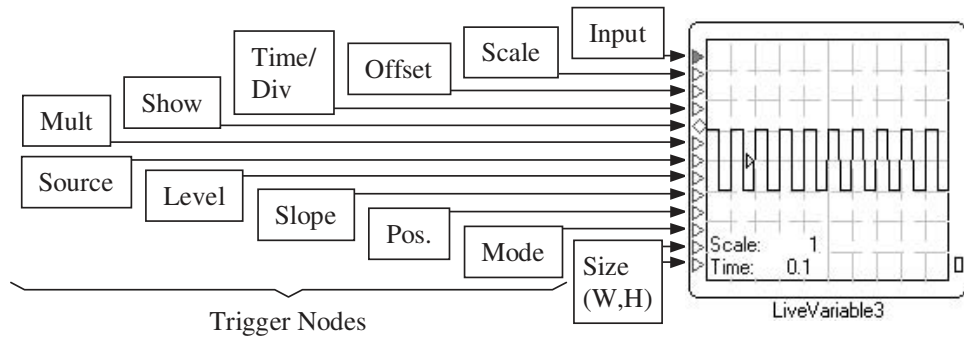 Input
Scale
Offset
Time/
Div
Show
Mult
Source
Level
Slope
Pos.
Mode
Size
(W,H)
Trigger Nodes
Scale: 1
Time: 0.1
LiveVariable3